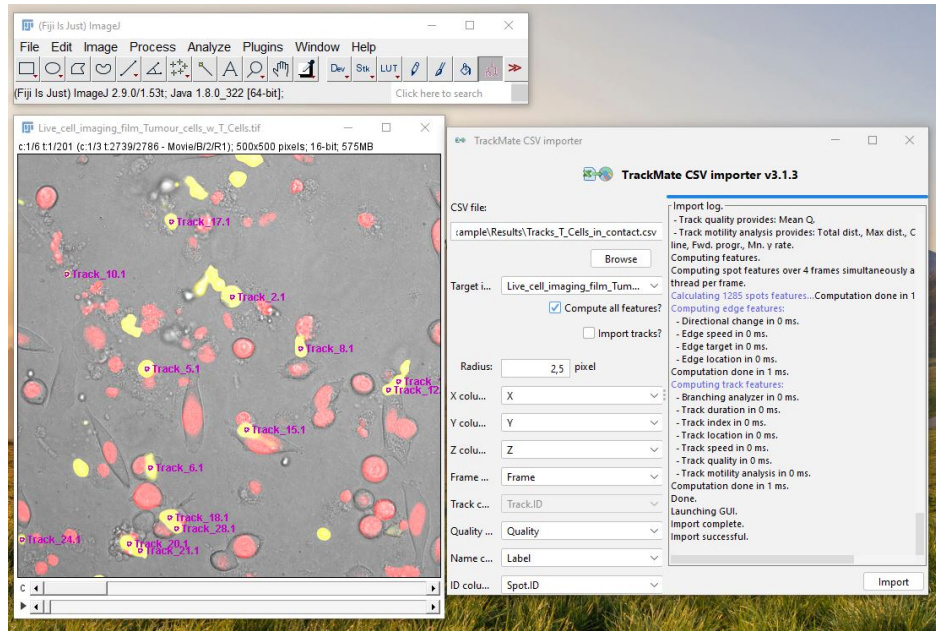 (Fiji Is Just) ImageJ
File Edit Image Process Analyze Plugins Window Help
Dev Stk LUT
(Fiji Is Just) ImageJ 2.9.0/1.53t; Java 1.8.0_322 [64-bit];
Click here to search
Live_cell_imaging_film_Tumour_cells_w_T_Cells.tif
c:1/6 t:1/201 (c:1/3 t:2739/2786 - Movie/B/2/R1); 500x500 pixels; 16-bit; 575MB
Track_17.1
Track_10.1
Track_2.1
Track_8.1
Track_5.1
Track_12
Track_15.1
Track_6.1
Track_18.1
Track_28.1
Track_24.1
Track_20.1
Track_21.1
c
TrackMate CSV importer
TrackMate CSV importer v3.1.3
CSV file:
ample\Results\Tracks_T_Cells_in_contact.csv
Browse
Target i... Live_cell_imaging_film_Tum...
Compute all features?
Import tracks?
Radius: 2,5 pixel
X colu... X
Y colu... Y
Z colu... Z
Frame ... Frame
Track c... Track.ID
Quality ... Quality
Name c... Label
ID colu... Spot.ID
Import log.
- Track quality provides: Mean Q,
- Track motility analysis provides: Total dist., Max dist., C
line, Fwd. progr., Mn. γ rate.
Computing features.
Computing spot features over 4 frames simultaneously a
thread per frame.
Calculating 1285 spots features...Computation done in 1
Computing edge features:
- Directional change in 0 ms.
- Edge speed in 0 ms.
- Edge target in 0 ms.
- Edge location in 0 ms.
Computation done in 1 ms.
Computing track features:
- Branching analyzer in 0 ms.
- Track duration in 0 ms.
- Track index in 0 ms.
- Track location in 0 ms.
- Track speed in 0 ms.
- Track quality in 0 ms.
- Track motility analysis in 0 ms.
Computation done in 1 ms.
Done.
Launching GUI.
Import complete.
Import successful.
Import